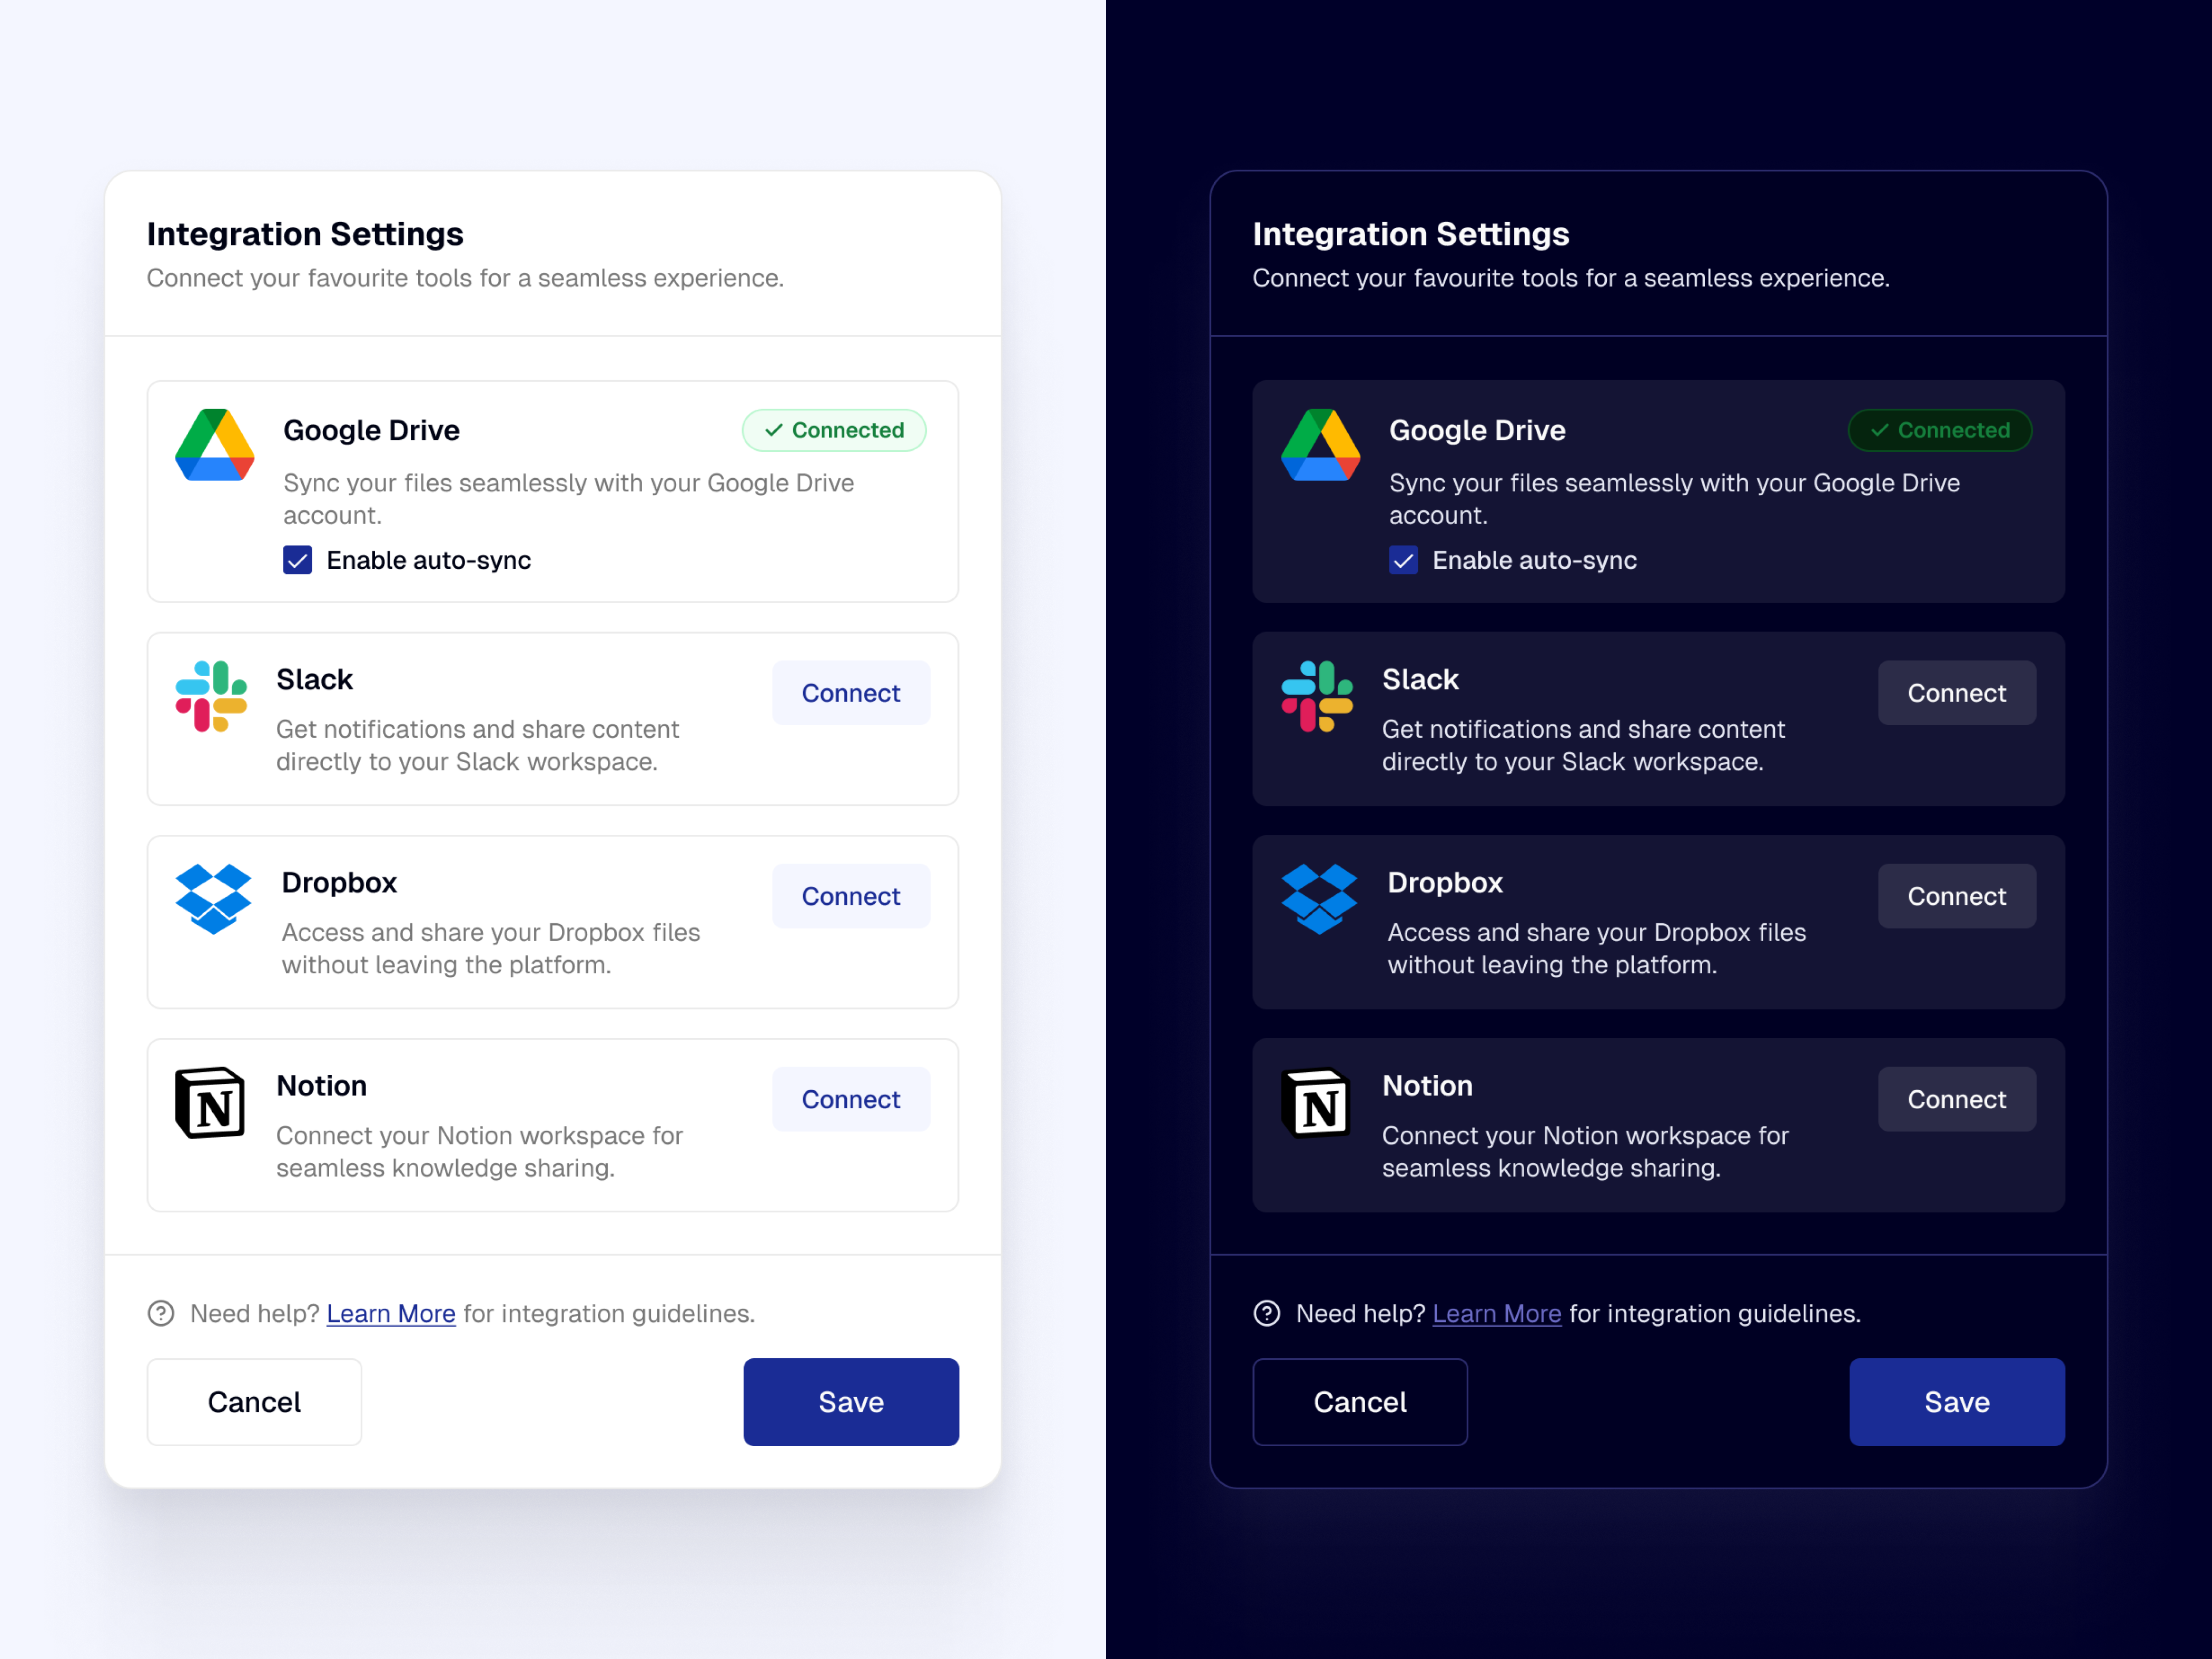 Integration Settings
Connect your favourite tools for a seamless experience.
Google Drive
Connected
Sync your files seamlessly with your Google Drive
account.
Enable auto-sync
Slack
Connect
Get notifications and share content
directly to your Slack workspace.
Dropbox
Connect
Access and share your Dropbox files
without leaving the platform.
N
Notion
Connect
Connect your Notion workspace for
seamless knowledge sharing.
Need help? Learn More for integration guidelines.
Cancel
Save
Integration Settings
Connect your favourite tools for a seamless experience.
Google Drive
Connected
Sync your files seamlessly with your Google Drive
account.
Enable auto-sync
Slack
Connect
Get notifications and share content
directly to your Slack workspace.
Dropbox
Connect
Access and share your Dropbox files
without leaving the platform.
N
Notion
Connect
Connect your Notion workspace for
seamless knowledge sharing.
Need help? Learn More for integration guidelines.
Cancel
Save